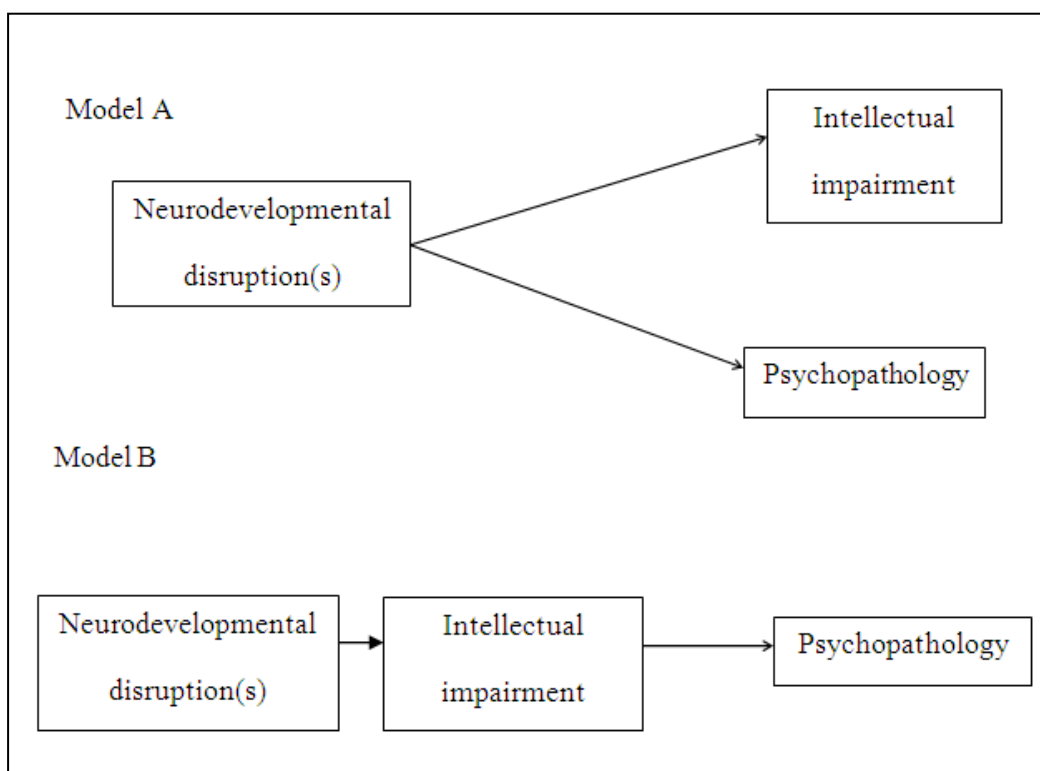 Model A
Intellectual
impairment
Neurodevelopmental
disruption(s)
Psychopathology
Model B
Neurodevelopmental
disruption(s)
Intellectual
impairment
Psychopathology